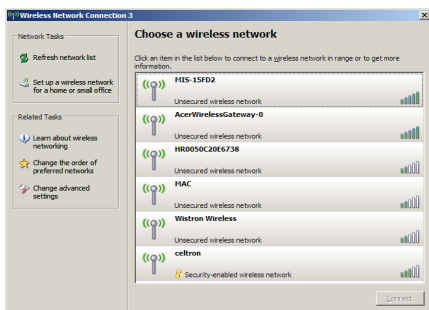 Wireless Network Connection 3
Network Tasks
Refresh network list
Set up a wireless network
for a home or small office
Related Tasks
Learn about wireless
networking
Change the order of
preferred networks
Change advanced
settings
Choose a wireless network
Click an item in the list below to connect to a wireless network in range or to get more
information.
MIS-15FD2
Unsecured wireless network
AcerWirelessGateway-0
Unsecured wireless network
HR0050C20E6738
Unsecured wireless network
MAC
Unsecured wireless network
Wistron Wireless
Unsecured wireless network
celtron
Security-enabled wireless network
Connect